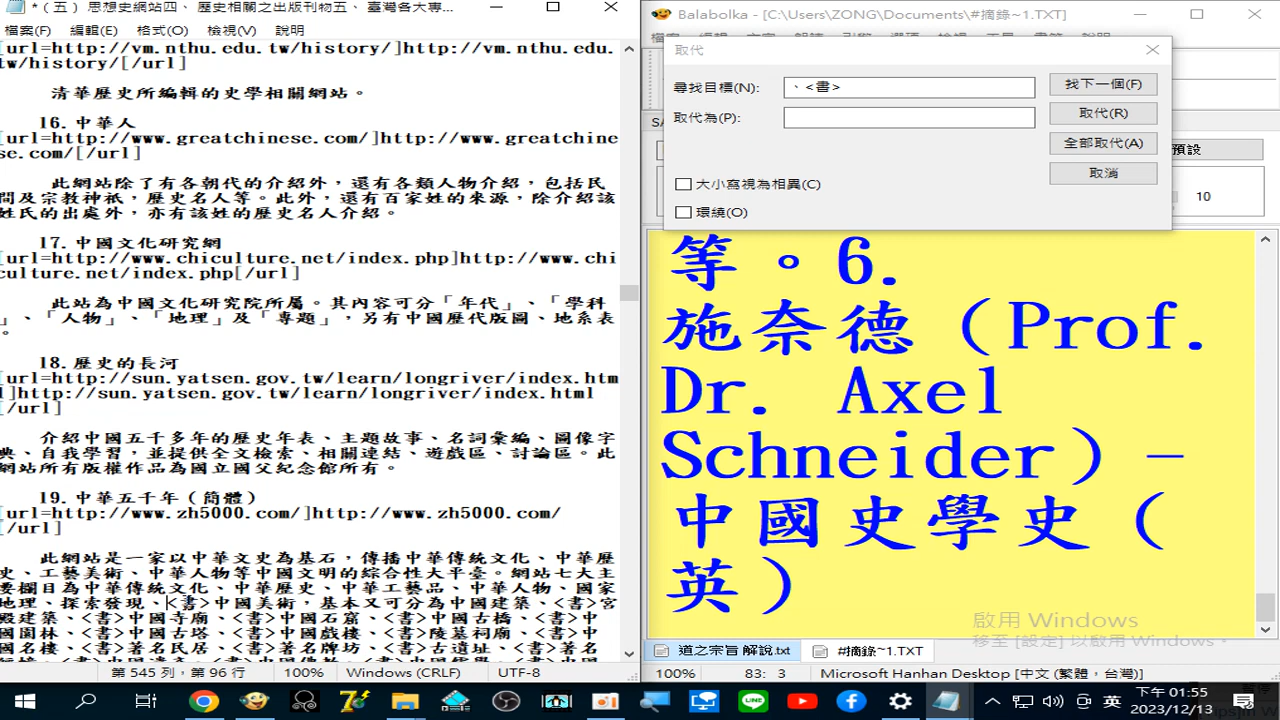 *（五）思想史網站四、 歷史相關之出版刊物五、 臺灣各大專...
檔案(F) 編輯(E) 格式(O) 檢視(V) 說明
[url=http://vm.nthu.edu.tw/history/]http://vm.nthu.edu.
tw/history/[/url]
清華歷史所編輯的史學相關網站。
16.中華人
[url=http://www.greatchinese.com/]http://www.greatchine
se.com/[/url]
此網站除了有各朝代的介紹外，還有各類人物介紹，包括民
間及宗教神祇，歷史名人等。此外，還有百家姓的來源，除介紹該
姓氏的出處外，亦有該姓的歷史名人介紹。
17.中國文化研究網
[url=http://www.chiculture.net/index.php]http://www.chi
culture.net/index.php[/url]
此站為中國文化研究院所屬。其內容可分「年代」、「學科
」、「人物」、「地理」及「專題」，另有中國歷代版圖、地系表
。
18.歷史的長河
[url=http://sun.yatsen.gov.tw/learn/longriver/index.htm
l]http://sun.yatsen.gov.tw/learn/longriver/index.html
[/url]
介紹中國五千多年的歷史年表、主題故事、名詞彙編、圖像字
典、自我學習，並提供全文檢索、相關連結、遊戲區、討論區。此
網站所有版權作品為國立國父紀念館所有。
19.中華五千年（簡體）
[url=http://www.zh5000.com/]http://www.zh5000.com/
[/url]
此網站是一家以中華文史為基石，傳播中華傳統文化、中華歷
史、工藝美術、中華人物等中國文明的綜合性大平臺。網站七大主
要欄目為中華傳統文化、中華歷史、中華工藝品、中華人物、國家
地理、探索發現、<書>中國美術，基本又可分為中國建築、<書>宮
殿建築、<書>中國寺廟、<書>中國石窟、<書>中國古橋、<書>中
國園林、<書>中國古塔、<書>中國戲樓、<書>陵墓祠廟、<書>中
國名樓、<書>著名民居、<書>著名牌坊、<書>古遺址、<書>著名
第 545 列，第 96 行 100% Windows (CRLF) UTF-8
Balabolka - [C:\Users\ZONG\Documents\#摘錄~1.TXT]
取代
尋找目標(N): 、<書>
取代為(P):
找下一個(F)
取代(R)
全部取代(A)
取消
大小寫視為相異(C)
環繞(O)
預設
10
等。6.
施奈德（Prof.
Dr. Axel
Schneider）-
中國史學史（
英）
啟用 Windows
移至 [設定] 以啟用 Windows。
道之宗旨 解說.txt #摘錄~1.TXT
100% 83: 3 Microsoft Hanhan Desktop [中文 (繁體，台灣)]
下午 01:55
2023/12/13